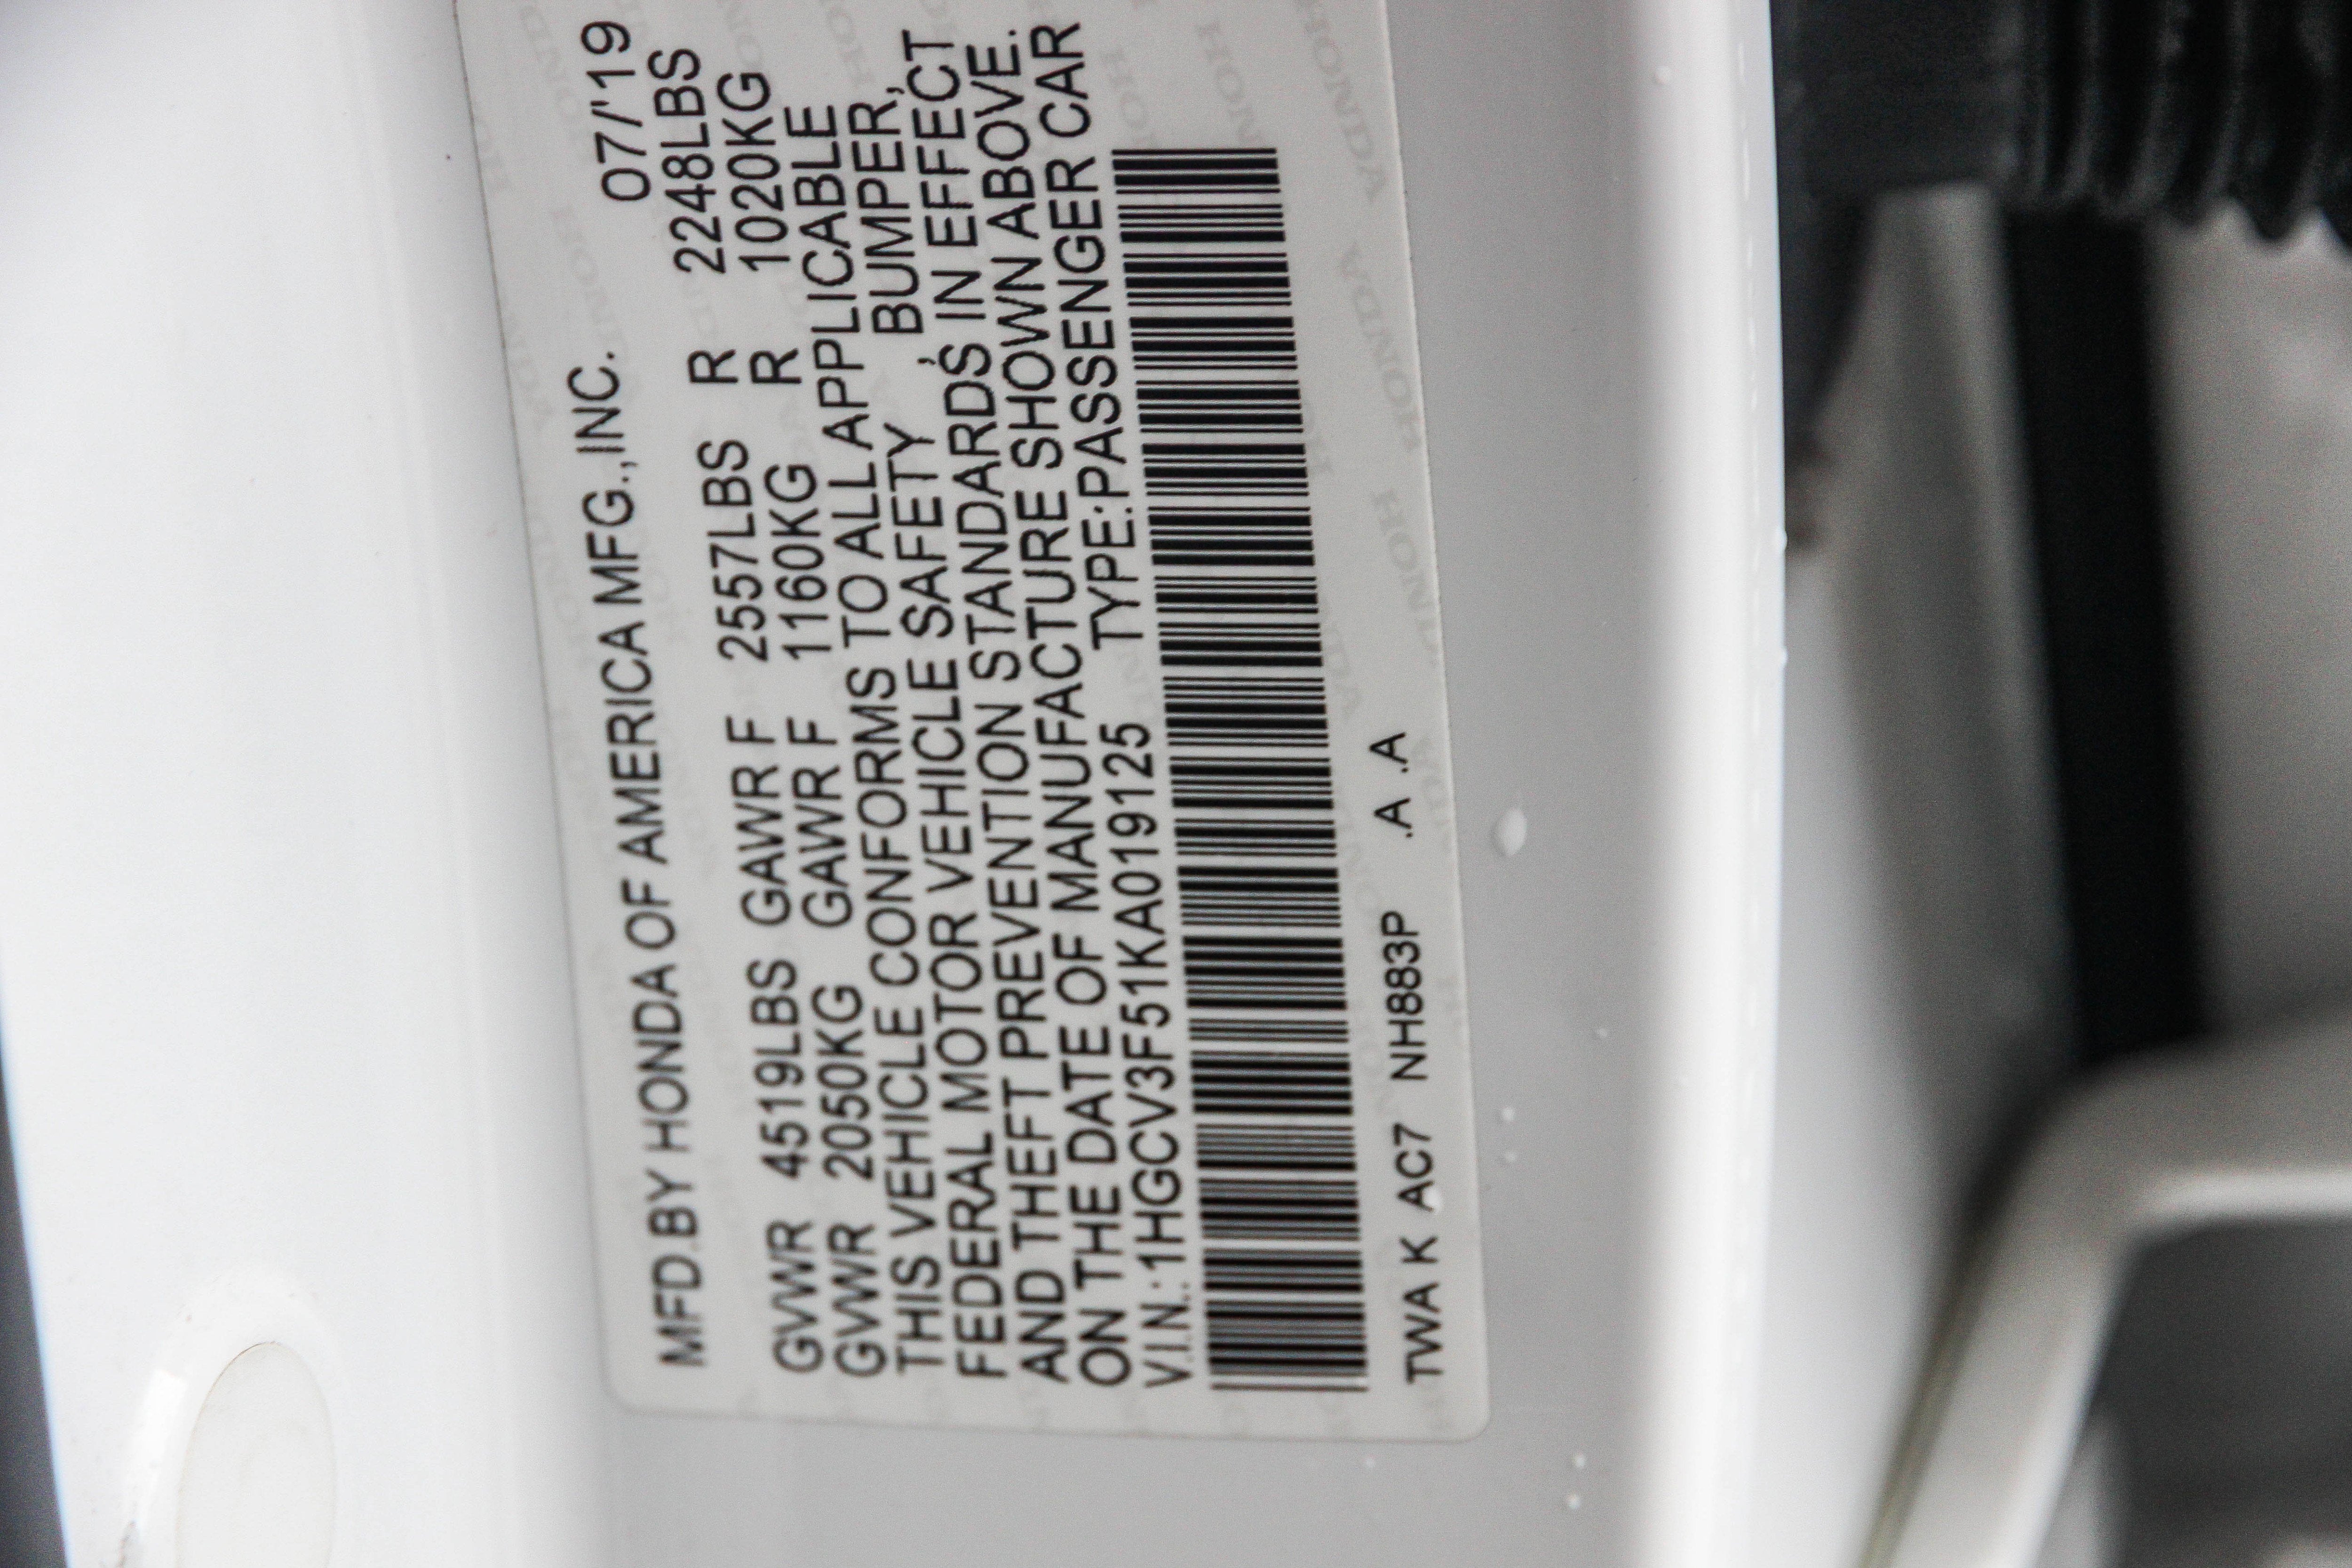 MFD.BY HONDA OF AMERICA MFG.,INC. 07/'19
GVWR 4519LBS GAWR F 2557LBS R 2248LBS
GVWR 2050KG GAWR F 1160KG R 1020KG
THIS VEHICLE CONFORMS TO ALL APPLICABLE
FEDERAL MOTOR VEHICLE SAFETY , BUMPER,
AND THEFT PREVENTION STANDARDS IN EFFECT
ON THE DATE OF MANUFACTURE SHOWN ABOVE.
V.I.N.:1HGCV3F51KA019125 TYPE:PASSENGER CAR
TWA K AC7 NH883P .A .A
HONDA
HONDA